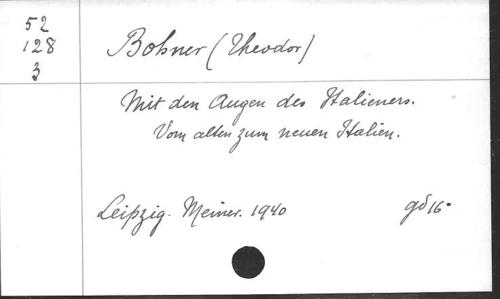 52
128
3
Bohner (Theodor)
Mit den Augen des Italieners.
Vom alten zum neuen Italien.
Leipzig. Meiner. 1940
gd 16°